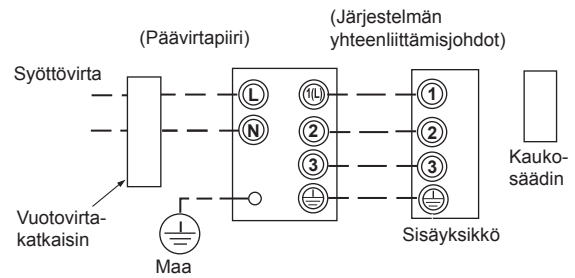 (Päävirtapiiri)
(Järjestelmän
yhteenliittämisjohdot)
Syöttövirta
L
N
1(L)
2
3
1
2
3
Kauko-
säädin
Vuotovirta-
katkaisin
Maa
Sisäyksikkö